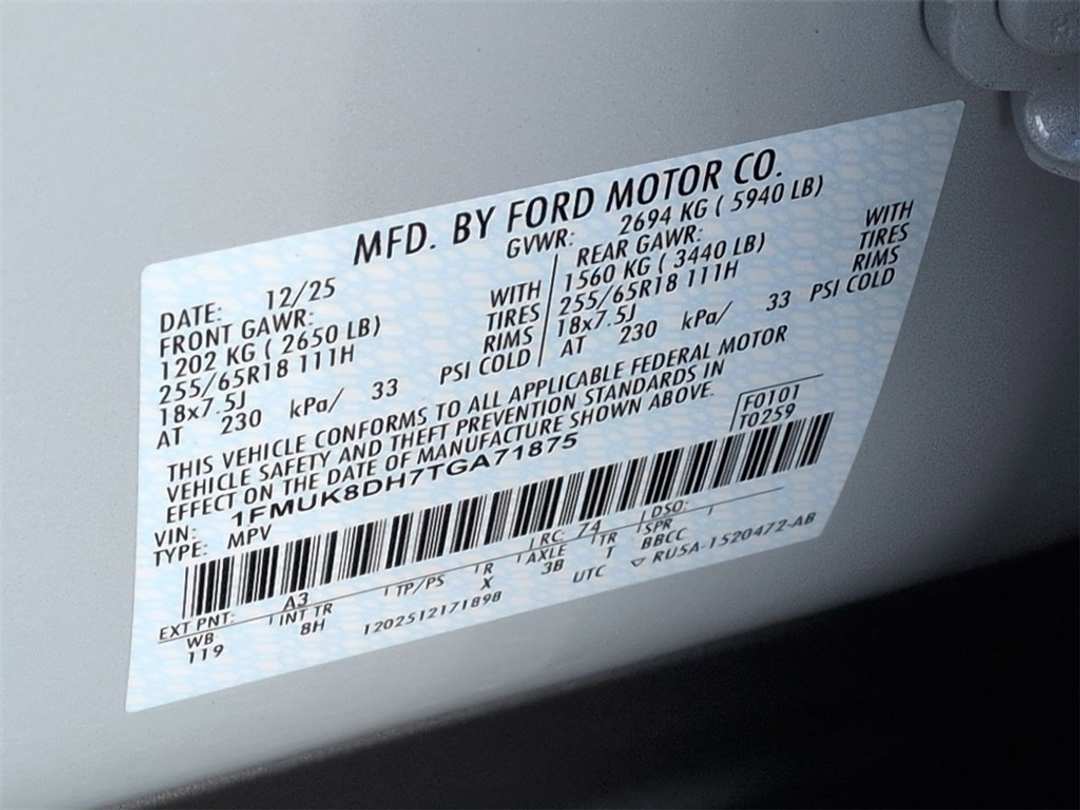 MFD. BY FORD MOTOR CO.
DATE: 12/25 GVWR: 2694 KG ( 5940 LB)
FRONT GAWR: REAR GAWR:
1202 KG ( 2650 LB) WITH 1560 KG ( 3440 LB) WITH
255/65R18 111H TIRES 255/65R18 111H TIRES
18x7.5J RIMS 18x7.5J RIMS
AT 230 kPa/ 33 PSI COLD AT 230 kPa/ 33 PSI COLD
THIS VEHICLE CONFORMS TO ALL APPLICABLE FEDERAL MOTOR
VEHICLE SAFETY AND THEFT PREVENTION STANDARDS IN
EFFECT ON THE DATE OF MANUFACTURE SHOWN ABOVE.
VIN: 1FMUK8DH7TGA71875 F0101
TYPE: MPV T0259
EXT PNT: A3 RC: 74 DSO:
WB INT TR TP/PS R AXLE TR SPR
119 8H X 3B T BBCC
1202512171898 UTC ▽ RU5A-1520472-AB